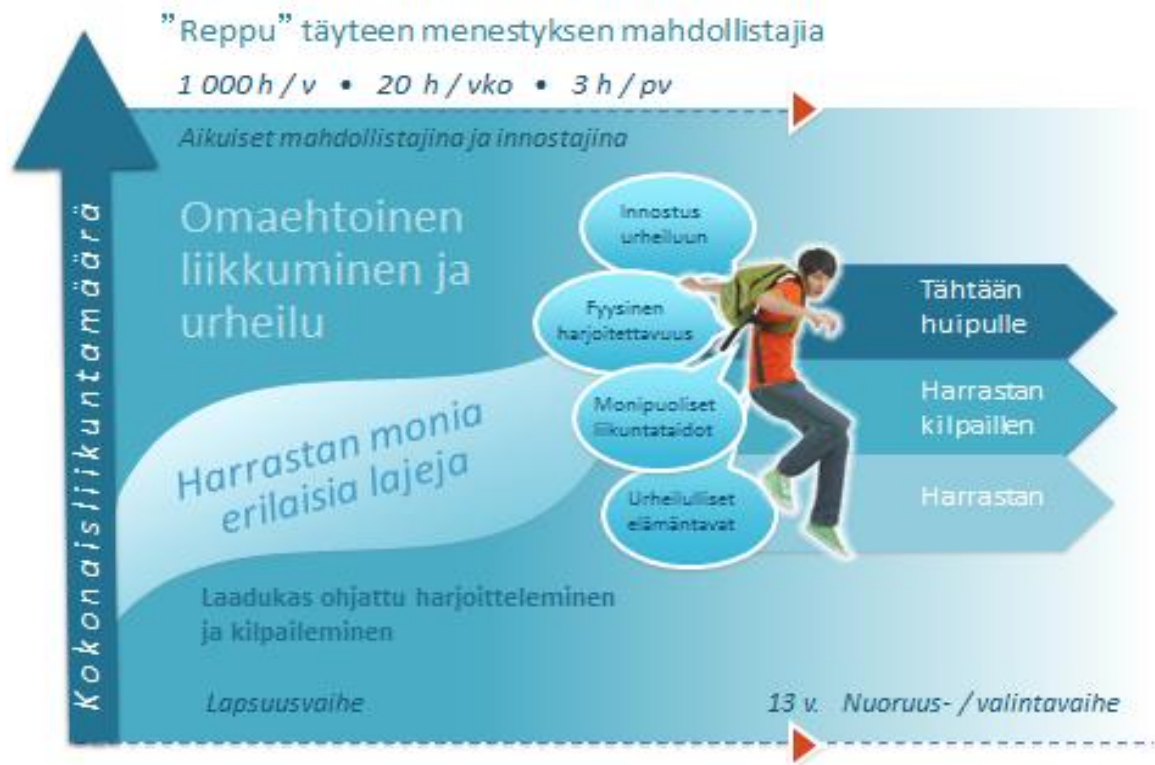 ”Reppu” täyteen menestyksen mahdollistajia
1 000 h / v • 20 h / vko • 3 h / pv
Aikuiset mahdollistajina ja innostajina
Kokonaisliikuntamäärä
Omaehtoinen
liikkuminen ja
urheilu
Innostus
urheiluun
Fyysinen
harjoitettavuus
Monipuoliset
liikuntataidot
Urheilulliset
elämäntavat
Tähtään
huipulle
Harrastan
kilpaillen
Harrastan
Harrastan monia
erilaisia lajeja
Laadukas ohjattu harjoitteleminen
ja kilpaileminen
Lapsuusvaihe
13 v. Nuoruus- / valintavaihe